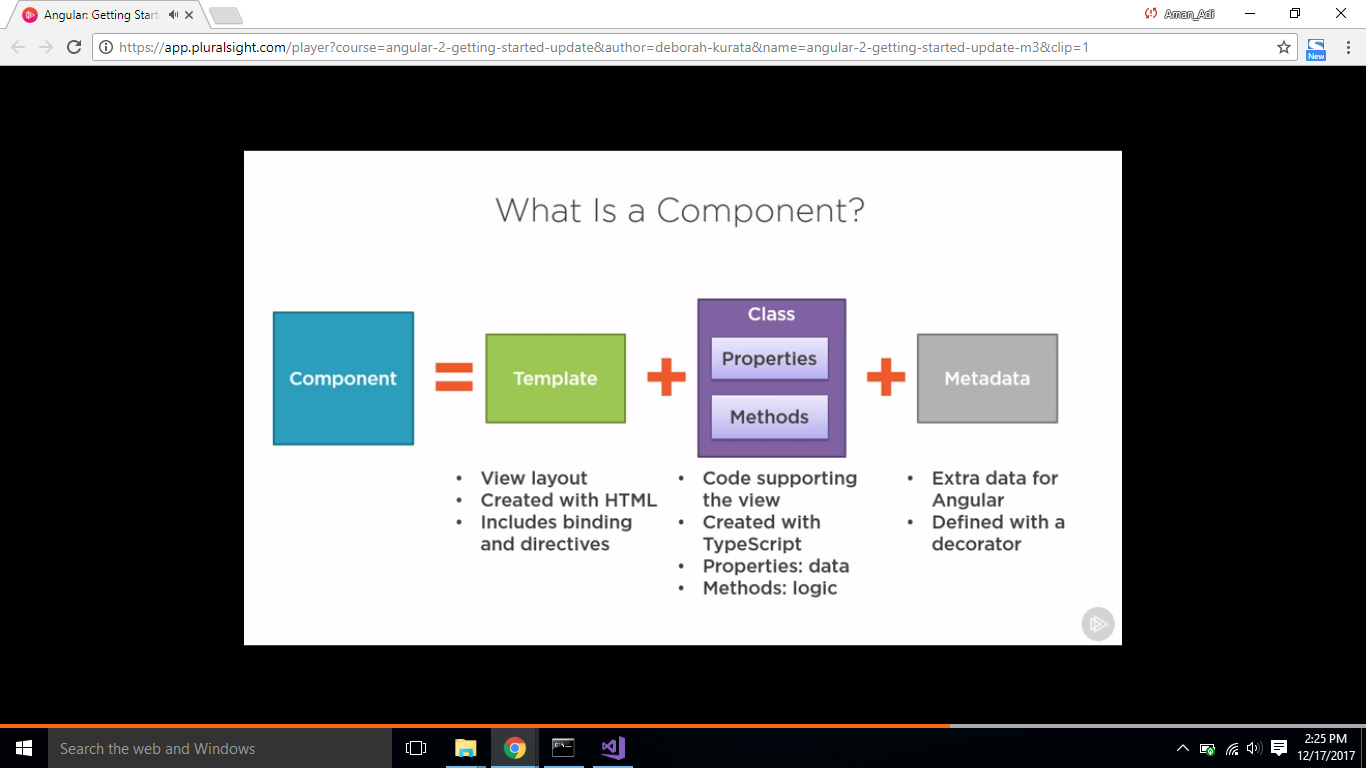 Angular: Getting Start
Aman_Adi
https://app.pluralsight.com/player?course=angular-2-getting-started-update&author=deborah-kurata&name=angular-2-getting-started-update-m3&clip=1
New
What Is a Component?
Component
=
Template
+
Class
Properties
Methods
+
Metadata
• View layout
• Created with HTML
• Includes binding
and directives
• Code supporting
the view
• Created with
TypeScript
• Properties: data
• Methods: logic
• Extra data for
Angular
• Defined with a
decorator
Search the web and Windows
2:25 PM
12/17/2017